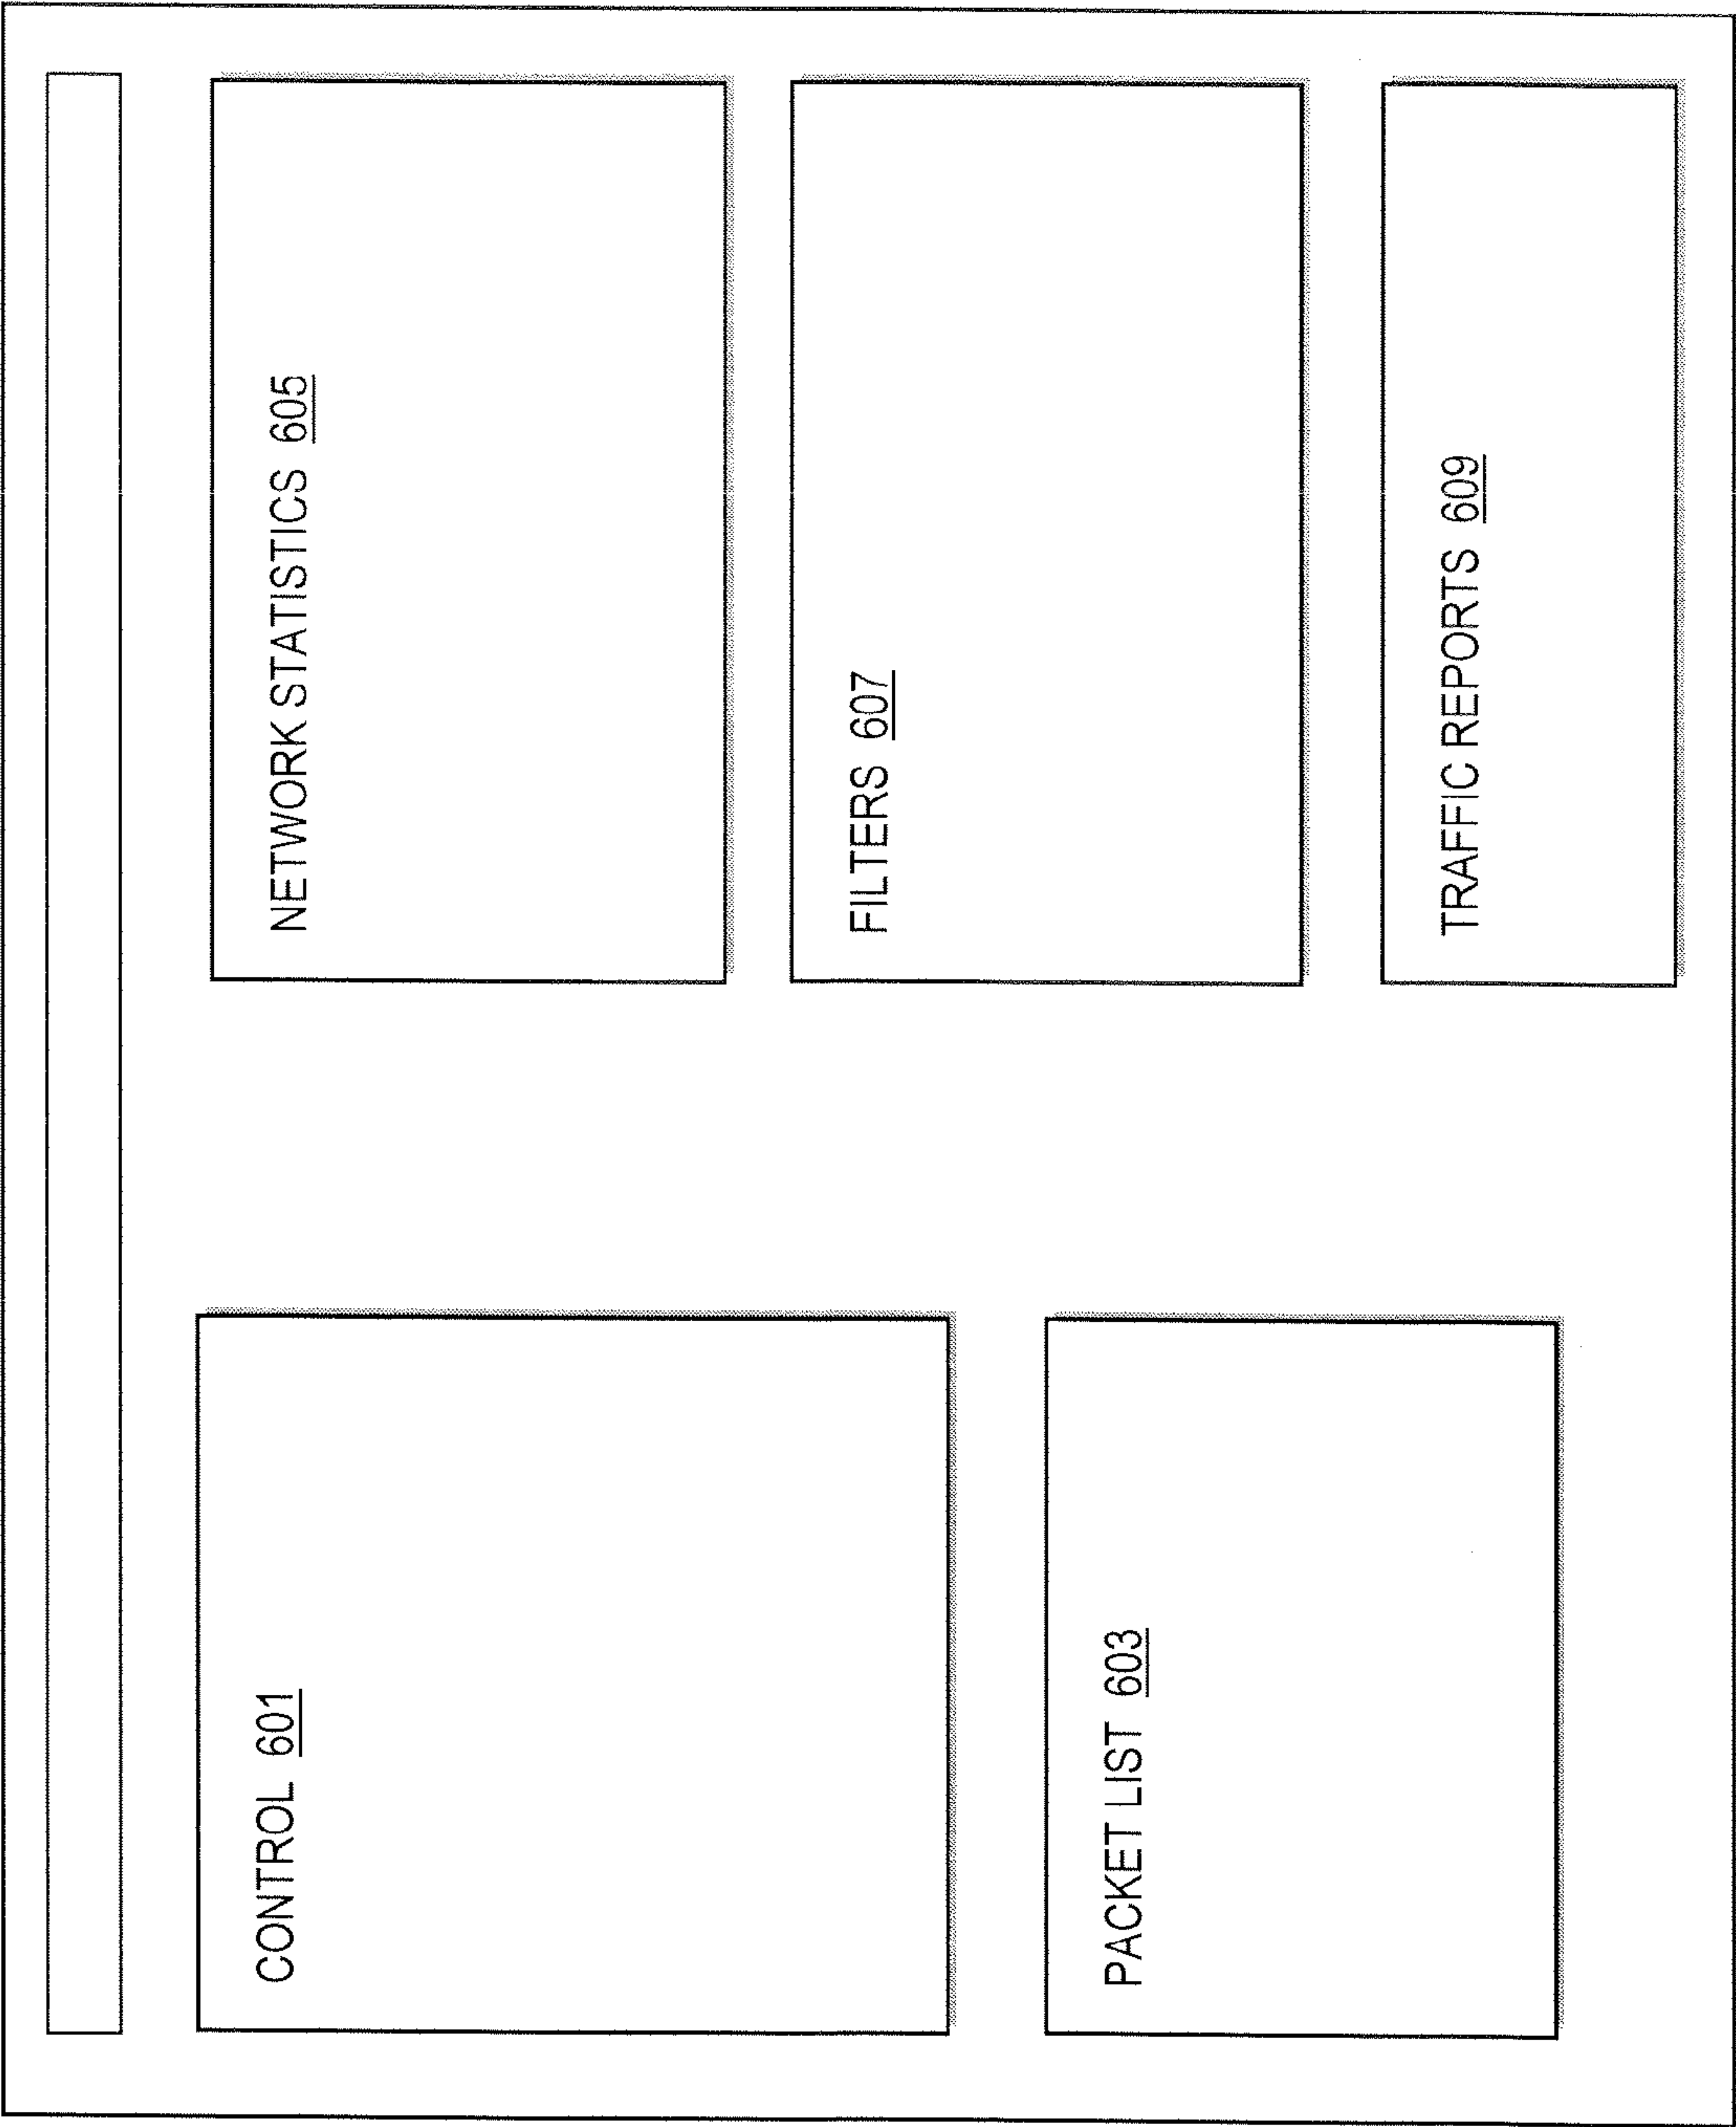 CONTROL 601
PACKET LIST 603
NETWORK STATISTICS 605
FILTERS 607
TRAFFIC REPORTS 609